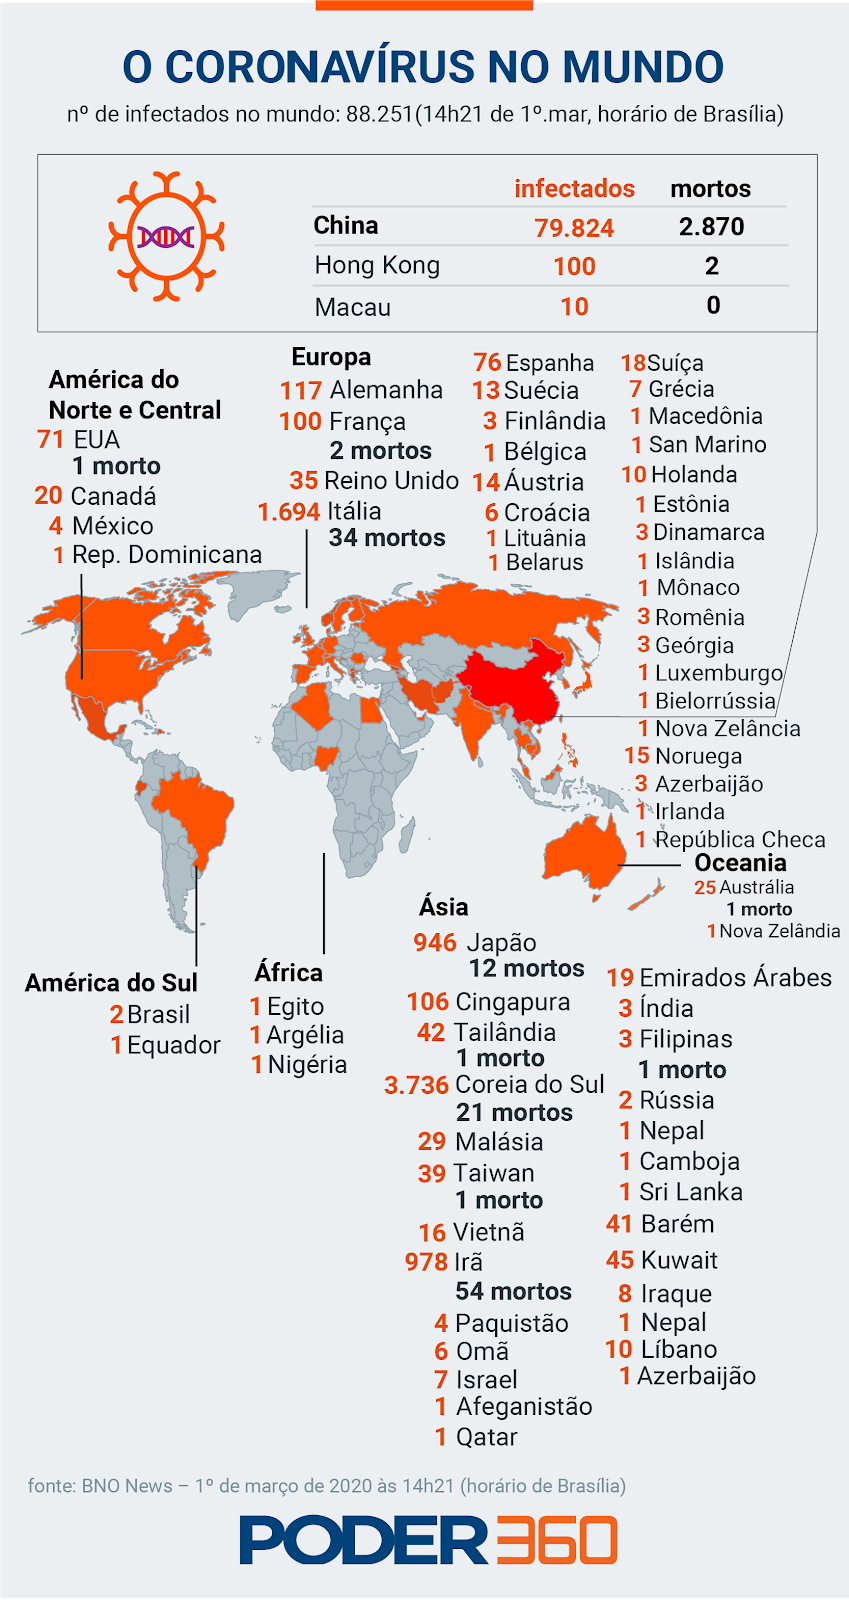 O CORONAVÍRUS NO MUNDO
nº de infectados no mundo: 88.251(14h21 de 1º.mar, horário de Brasília)
infectados mortos
China 79.824 2.870
Hong Kong 100 2
Macau 10 0
América do
Norte e Central
71 EUA
1 morto
20 Canadá
4 México
1 Rep. Dominicana
Europa
117 Alemanha
100 França
2 mortos
35 Reino Unido
1.694 Itália
34 mortos
76 Espanha
13 Suécia
3 Finlândia
1 Bélgica
14 Áustria
6 Croácia
1 Lituânia
1 Belarus
18 Suíça
7 Grécia
1 Macedônia
1 San Marino
10 Holanda
1 Estônia
3 Dinamarca
1 Islândia
1 Mônaco
3 Romênia
3 Geórgia
1 Luxemburgo
1 Bielorrússia
1 Nova Zelância
15 Noruega
3 Azerbaijão
1 Irlanda
1 República Checa
Oceania
25 Austrália
1 morto
1 Nova Zelândia
América do Sul
2 Brasil
1 Equador
África
1 Egito
1 Argélia
1 Nigéria
Ásia
946 Japão
12 mortos
106 Cingapura
42 Tailândia
1 morto
3.736 Coreia do Sul
21 mortos
29 Malásia
39 Taiwan
1 morto
16 Vietnã
978 Irã
54 mortos
4 Paquistão
6 Omã
7 Israel
1 Afeganistão
1 Qatar
19 Emirados Árabes
3 Índia
3 Filipinas
1 morto
2 Rússia
1 Nepal
1 Camboja
1 Sri Lanka
41 Barém
45 Kuwait
8 Iraque
1 Nepal
10 Líbano
1 Azerbaijão
fonte: BNO News – 1º de março de 2020 às 14h21 (horário de Brasília)
PODER360